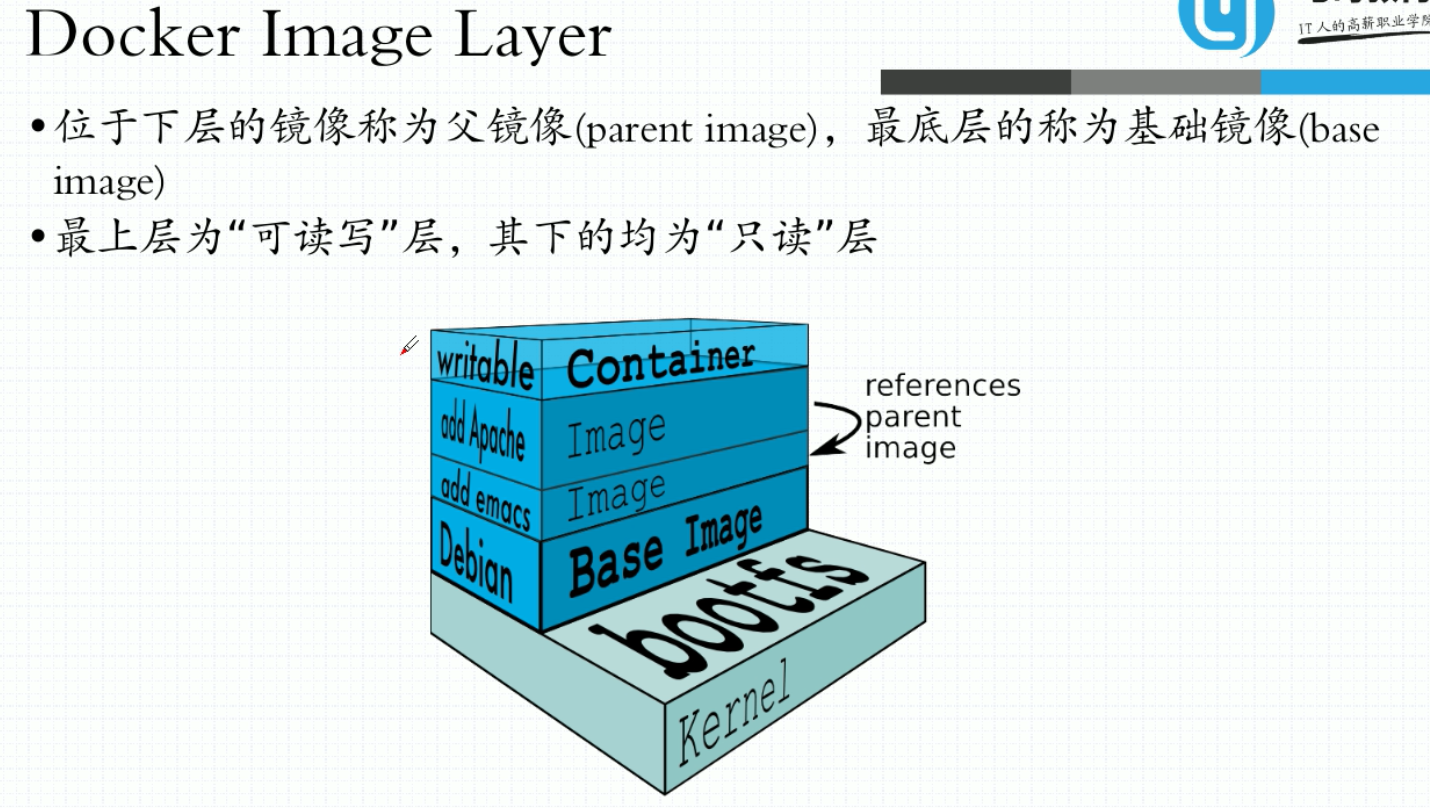 Docker Image Layer
IT人的高薪职业学院
•位于下层的镜像称为父镜像(parent image)，最底层的称为基础镜像(base
image)
•最上层为“可读写”层，其下的均为“只读”层
writable Container
add Apache Image
references
parent
image
add emacs Image
Debian Base Image
bootfs
Kernel